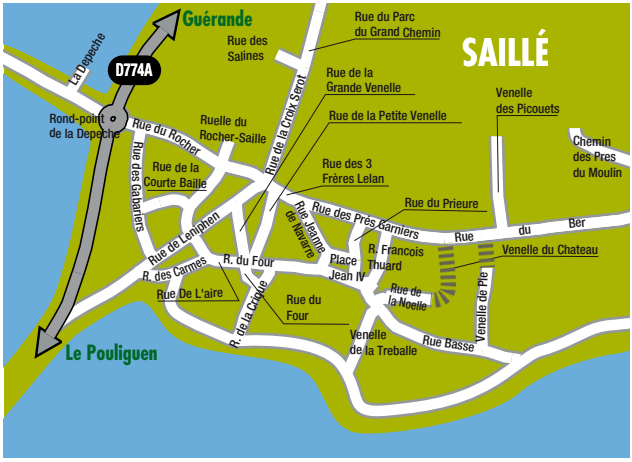 Guérande
Rue du Parc
du Grand Chemin
SAILLÉ
Rue des
Salines
La Depeche
D774A
Rue de la
Grande Venelle
Venelle
des Picouets
Rond-point
de la Depeche
Rue du Rocher
Ruelle du
Rocher-Saille
Rue de la Croix Serot
Rue de la Petite Venelle
Chemin
des Pres
du Moulin
Rue des Gabariers
Rue de la
Courte Baille
Rue des 3
Frères Lelan
Rue des Près Garniers
Rue du Prieure
Rue du Ber
Rue de Leniphen
Rue Jeanne
de Navarre
R. Francois
Thuard
Venelle du Chateau
R. des Carmes
R. du Four
Place
Jean IV
Rue De L'aire
Rue de
la Noelle
Venelle de Pie
R. de la Crique
Rue du
Four
Venelle
de la Treballe
Rue Basse
Le Pouliguen